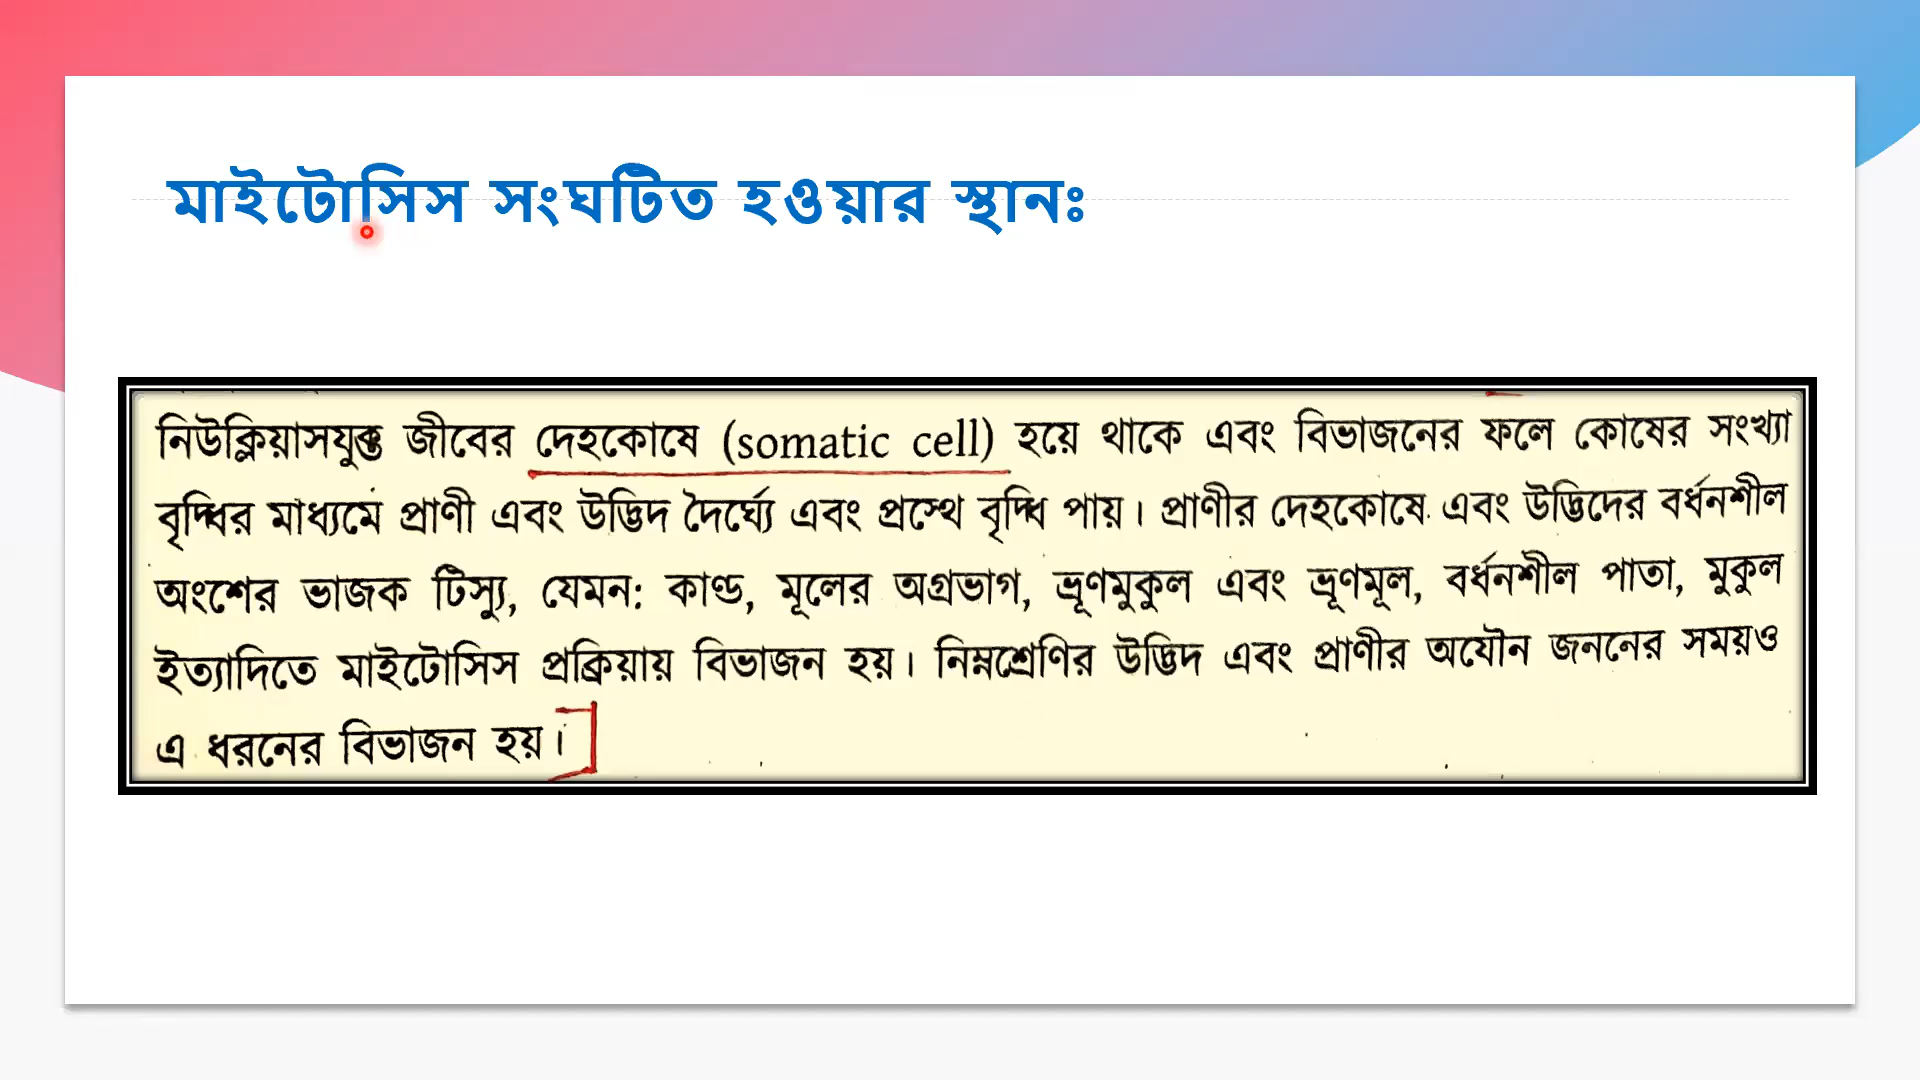 মাইটোসিস সংঘটিত হওয়ার স্থানঃ
নিউক্লিয়াসযুক্ত জীবের দেহকোষে (somatic cell) হয়ে থাকে এবং বিভাজনের ফলে কোষের সংখ্যা
বৃদ্ধির মাধ্যমে প্রাণী এবং উদ্ভিদ দৈর্ঘ্যে এবং প্রস্থে বৃদ্ধি পায়। প্রাণীর দেহকোষে এবং উদ্ভিদের বর্ধনশীল
অংশের ভাজক টিস্যু, যেমন: কাণ্ড, মূলের অগ্রভাগ, ভ্রূণমুকুল এবং ভ্রূণমূল, বর্ধনশীল পাতা, মুকুল
ইত্যাদিতে মাইটোসিস প্রক্রিয়ায় বিভাজন হয়। নিম্নশ্রেণির উদ্ভিদ এবং প্রাণীর অযৌন জননের সময়ও
এ ধরনের বিভাজন হয়।